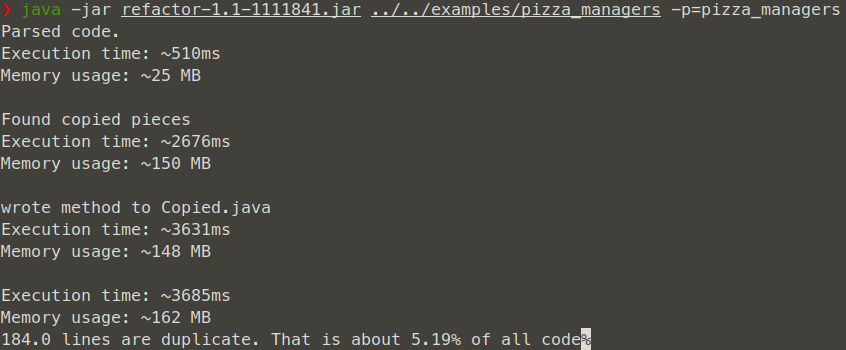 ❯ java -jar refactor-1.1-1111841.jar ../../examples/pizza_managers -p=pizza_managers
Parsed code.
Execution time: ~510ms
Memory usage: ~25 MB
Found copied pieces
Execution time: ~2676ms
Memory usage: ~150 MB
wrote method to Copied.java
Execution time: ~3631ms
Memory usage: ~148 MB
Execution time: ~3685ms
Memory usage: ~162 MB
184.0 lines are duplicate. That is about 5.19% of all code%